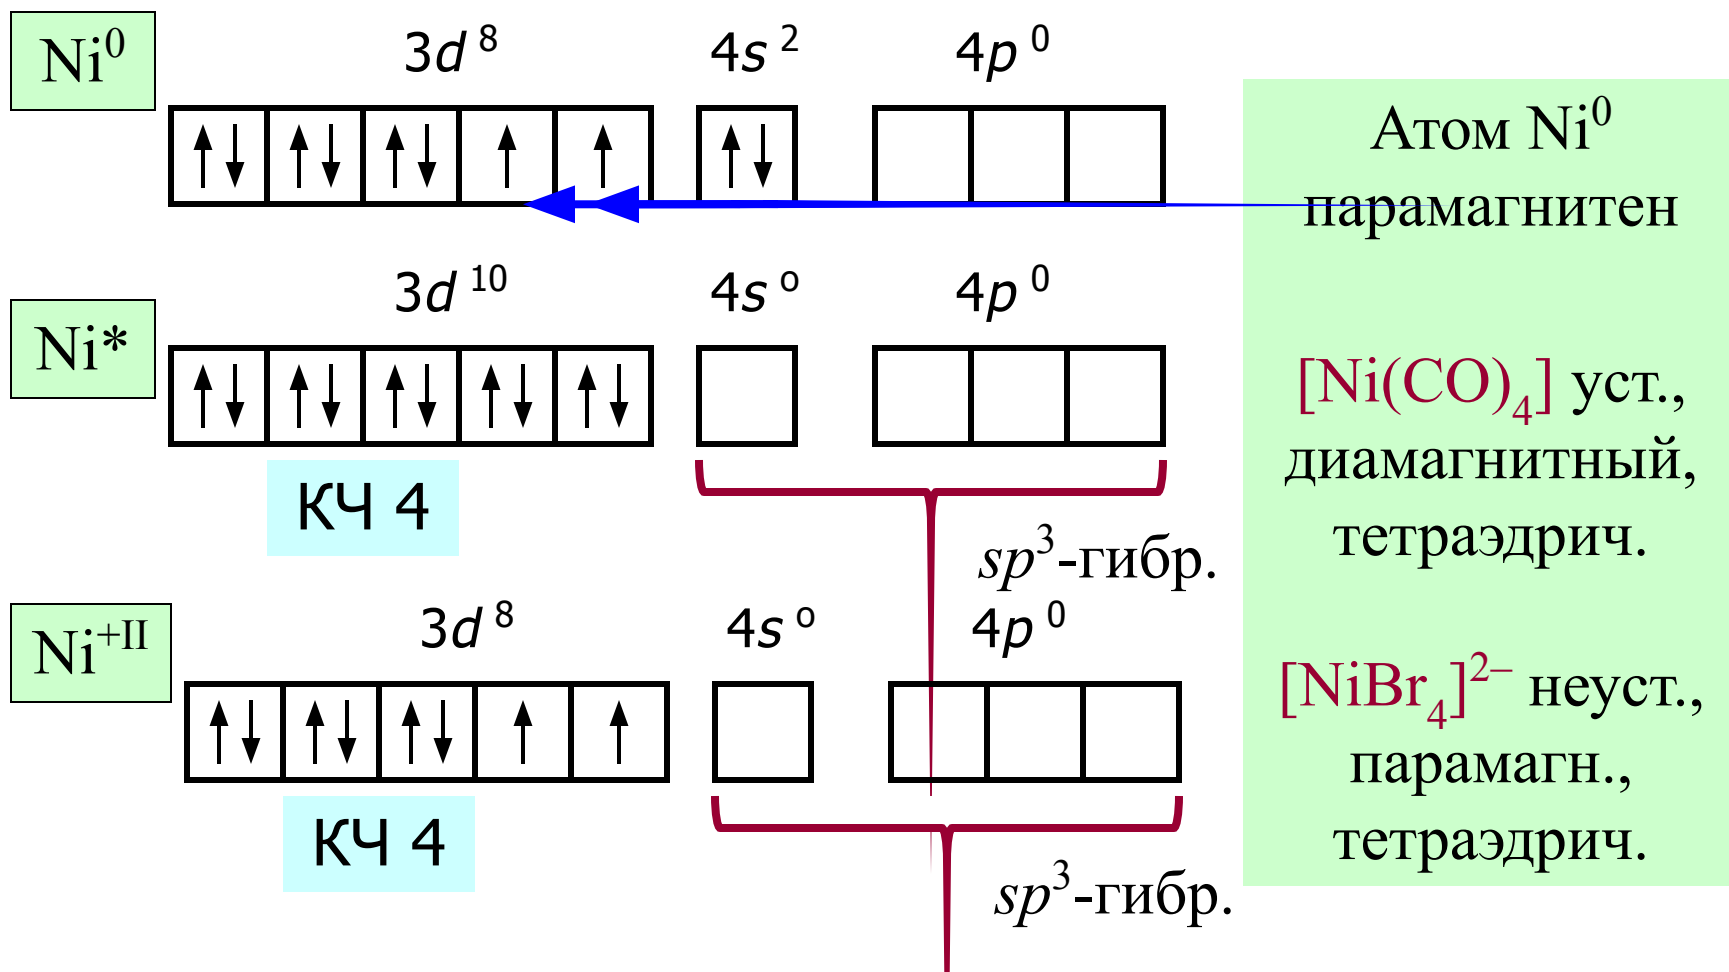 Ni⁰
3d ⁸ 4s ² 4p ⁰
Атом Ni⁰
парамагнитен
Ni*
3d ¹⁰ 4s ᵒ 4p ⁰
[Ni(CO)₄] уст.,
диамагнитный,
тетраэдрич.
КЧ 4
sp³-гибр.
Ni⁺ᴵᴵ
3d ⁸ 4s ᵒ 4p ⁰
[NiBr₄]²⁻ неуст.,
парамагн.,
тетраэдрич.
КЧ 4
sp³-гибр.